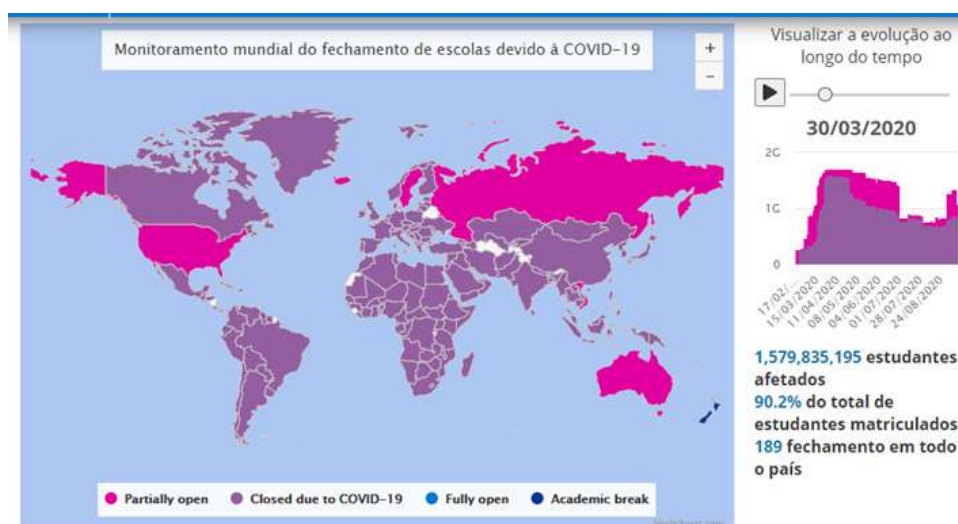 Monitoramento mundial do fechamento de escolas devido à COVID-19
+
-
Visualizar a evolução ao
longo do tempo
30/03/2020
2G
1G
0
17/02/...
15/03/2020
11/04/2020
08/05/2020
04/06/2020
01/07/2020
28/07/2020
24/08/2020
1,579,835,195 estudantes
afetados
90.2% do total de
estudantes matriculados
189 fechamento em todo
o país
Partially open
Closed due to COVID-19
Fully open
Academic break